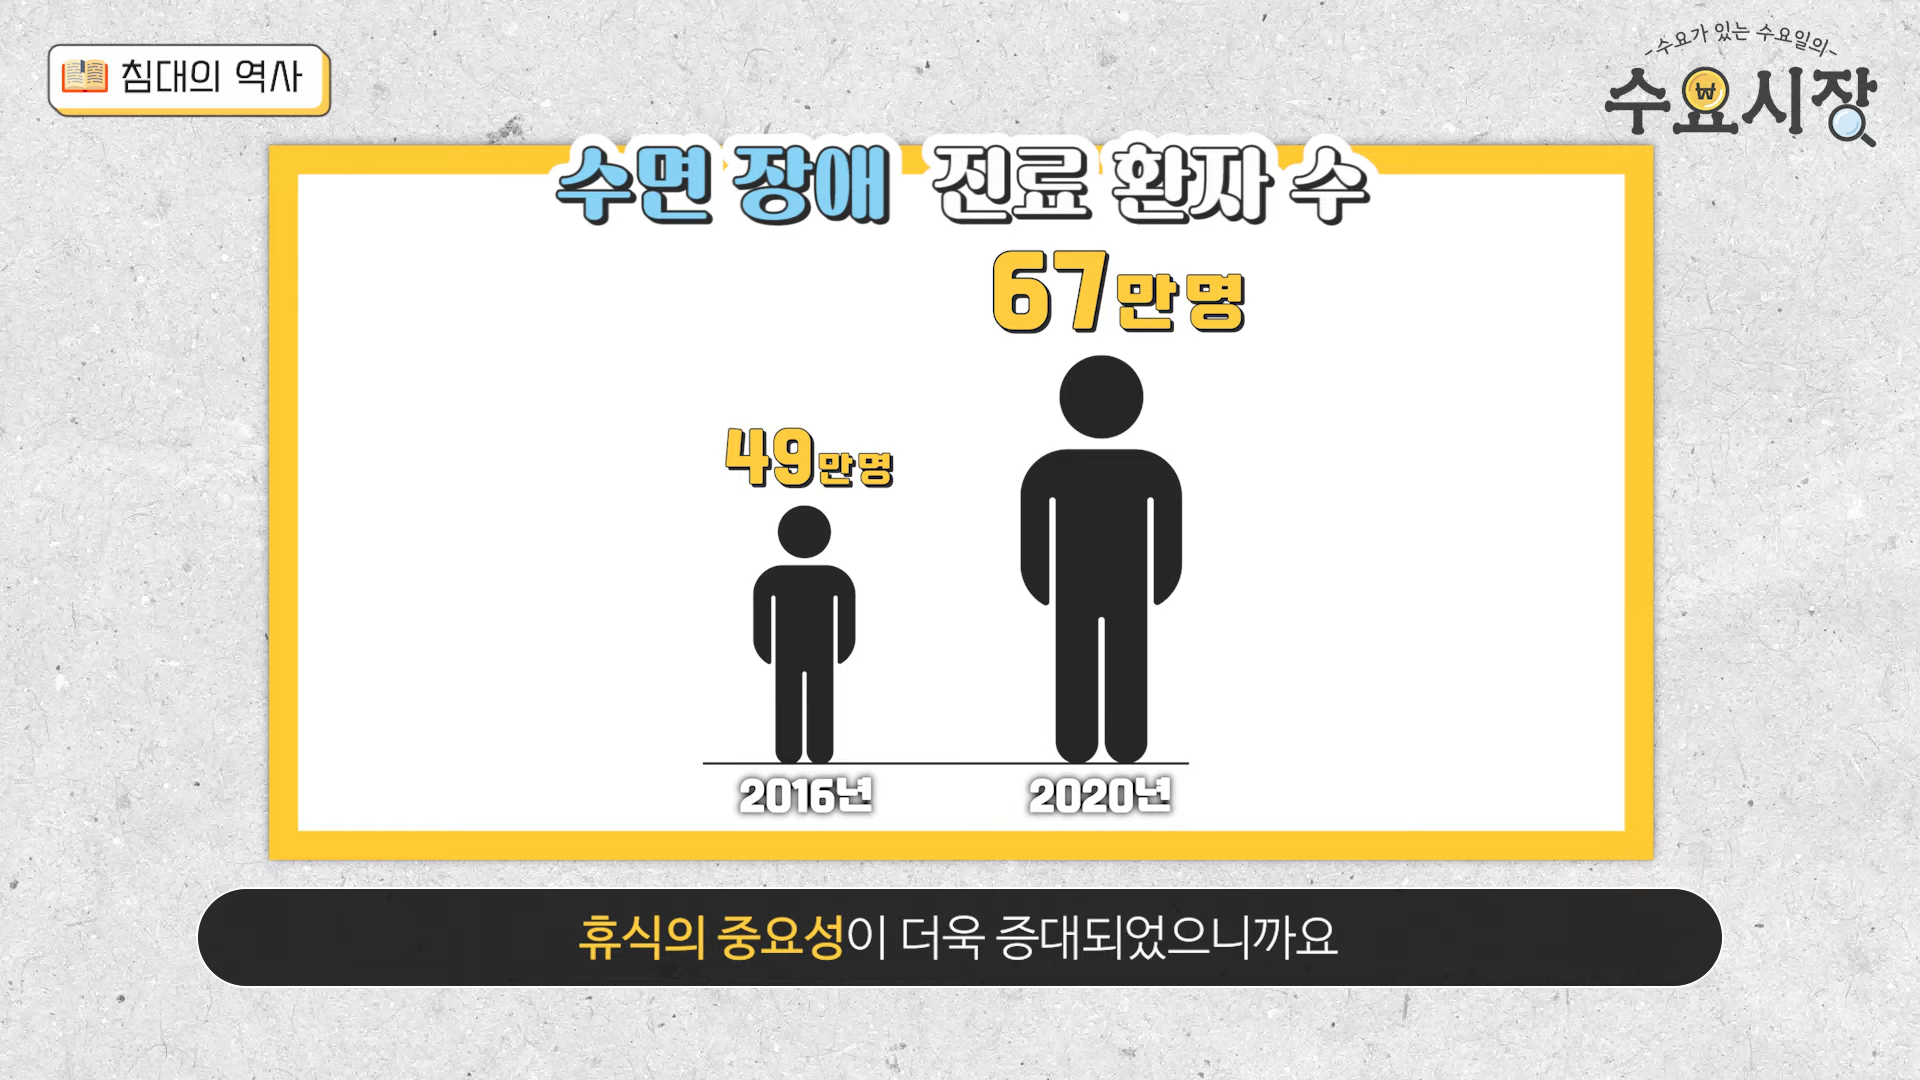 침대의 역사
-수요가 있는 수요일의-
수요시장
수면 장애 진료 환자 수
67만명
49만명
2016년
2020년
휴식의 중요성이 더욱 증대되었으니까요